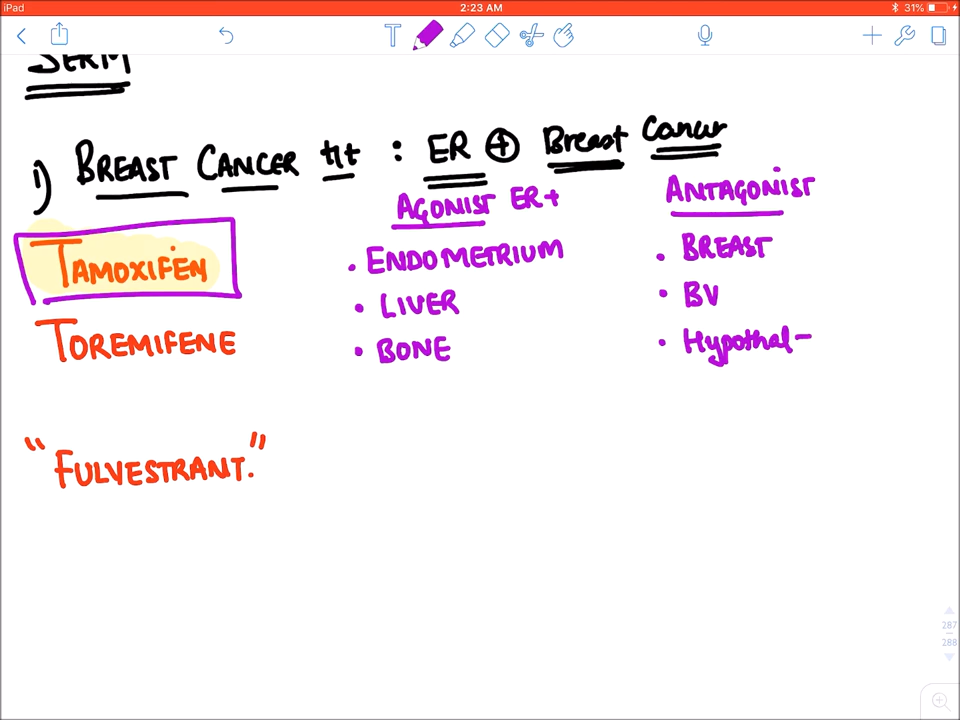 iPad
2:23 AM
31%
T
SERM
i) BREAST CANCER ttt : ER ⊕ Breast Cancer
AGONIST ER+
ANTAGONIST
TAMOXIFEN
• ENDOMETRIUM
• BREAST
• LIVER
• BV
TOREMIFENE
• BONE
• Hypothal-
"FULVESTRANT."
287
288